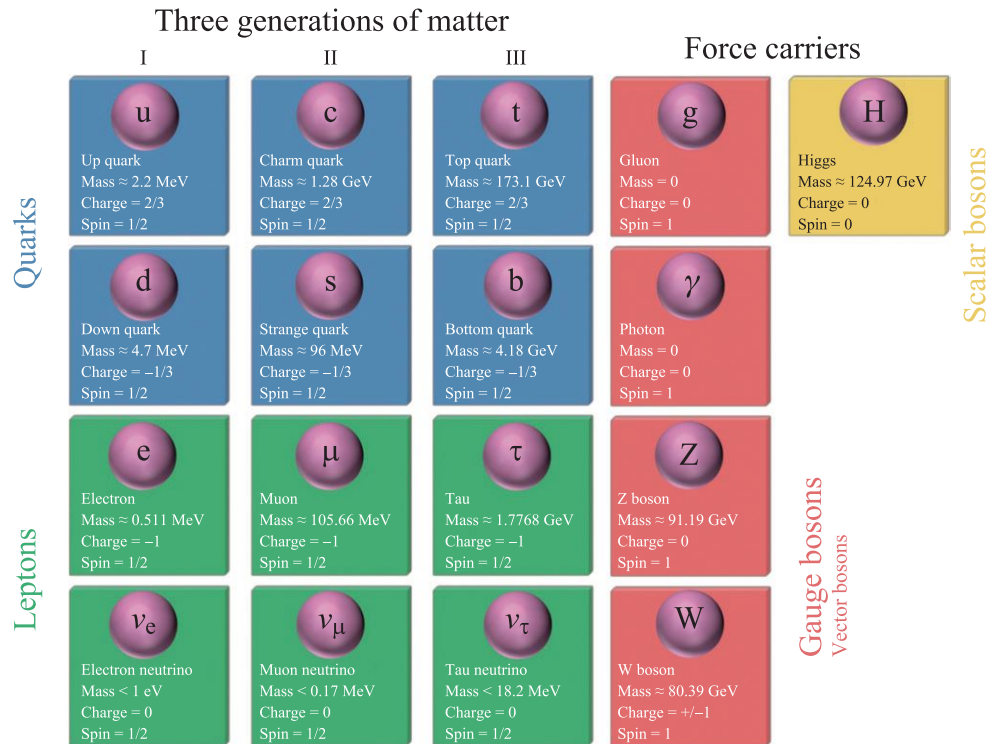 Three generations of matter
I
II
III
Force carriers
Quarks
u
Up quark
Mass ≈ 2.2 MeV
Charge = 2/3
Spin = 1/2
c
Charm quark
Mass ≈ 1.28 GeV
Charge = 2/3
Spin = 1/2
t
Top quark
Mass ≈ 173.1 GeV
Charge = 2/3
Spin = 1/2
g
Gluon
Mass = 0
Charge = 0
Spin = 1
H
Higgs
Mass ≈ 124.97 GeV
Charge = 0
Spin = 0
Scalar bosons
d
Down quark
Mass ≈ 4.7 MeV
Charge = –1/3
Spin = 1/2
s
Strange quark
Mass ≈ 96 MeV
Charge = –1/3
Spin = 1/2
b
Bottom quark
Mass ≈ 4.18 GeV
Charge = –1/3
Spin = 1/2
γ
Photon
Mass = 0
Charge = 0
Spin = 1
Leptons
e
Electron
Mass ≈ 0.511 MeV
Charge = –1
Spin = 1/2
μ
Muon
Mass ≈ 105.66 MeV
Charge = –1
Spin = 1/2
τ
Tau
Mass ≈ 1.7768 GeV
Charge = –1
Spin = 1/2
Z
Z boson
Mass ≈ 91.19 GeV
Charge = 0
Spin = 1
Gauge bosons
Vector bosons
νe
Electron neutrino
Mass < 1 eV
Charge = 0
Spin = 1/2
νμ
Muon neutrino
Mass < 0.17 MeV
Charge = 0
Spin = 1/2
ντ
Tau neutrino
Mass < 18.2 MeV
Charge = 0
Spin = 1/2
W
W boson
Mass ≈ 80.39 GeV
Charge = +/–1
Spin = 1